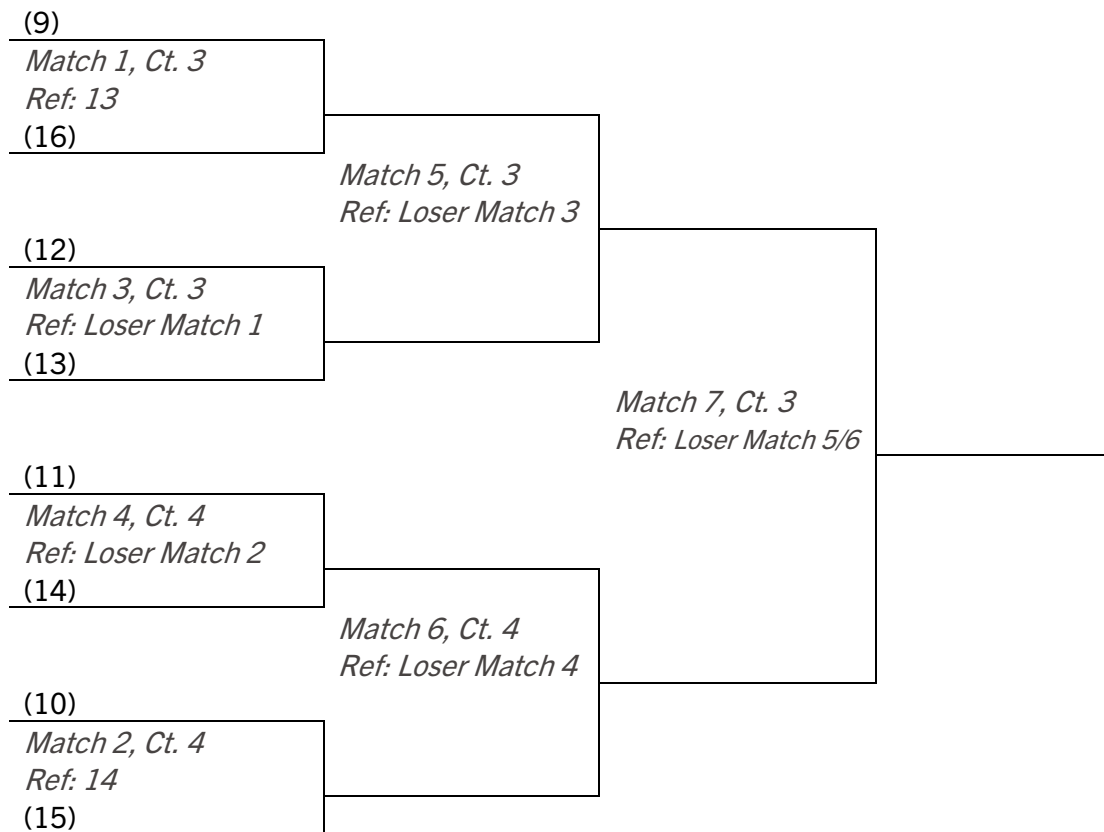 (9)
Match 1, Ct. 3
Ref: 13
(16)
Match 5, Ct. 3
Ref: Loser Match 3
(12)
Match 3, Ct. 3
Ref: Loser Match 1
(13)
Match 7, Ct. 3
Ref: Loser Match 5/6
(11)
Match 4, Ct. 4
Ref: Loser Match 2
(14)
Match 6, Ct. 4
Ref: Loser Match 4
(10)
Match 2, Ct. 4
Ref: 14
(15)